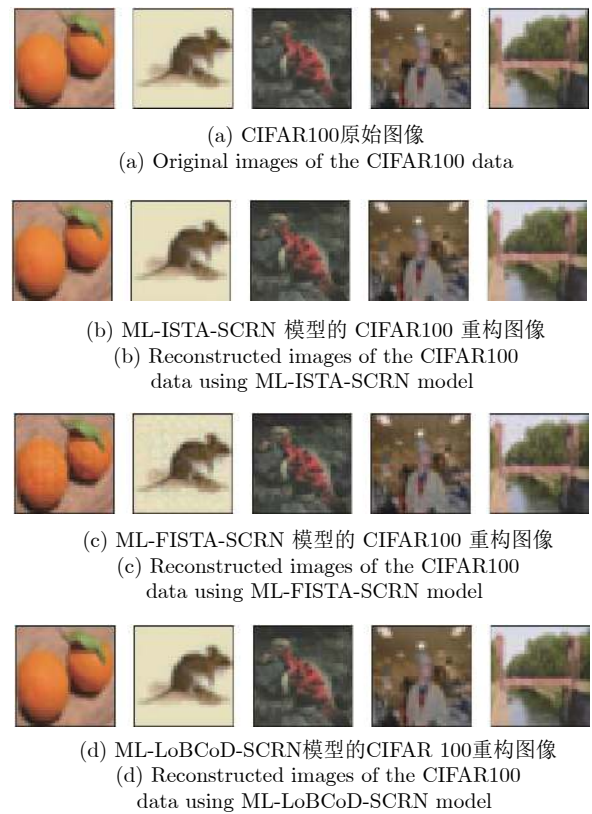 (a) CIFAR100原始图像
(a) Original images of the CIFAR100 data
(b) ML-ISTA-SCRN 模型的 CIFAR100 重构图像
(b) Reconstructed images of the CIFAR100
data using ML-ISTA-SCRN model
(c) ML-FISTA-SCRN 模型的 CIFAR100 重构图像
(c) Reconstructed images of the CIFAR100
data using ML-FISTA-SCRN model
(d) ML-LoBCoD-SCRN模型的CIFAR 100重构图像
(d) Reconstructed images of the CIFAR100
data using ML-LoBCoD-SCRN model